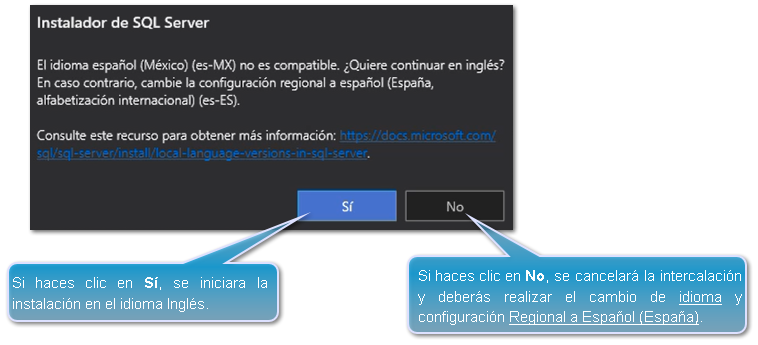 Instalador de SQL Server
El idioma español (México) (es-MX) no es compatible. ¿Quiere continuar en inglés?
En caso contrario, cambie la configuración regional a español (España,
alfabetización internacional) (es-ES).
Consulte este recurso para obtener más información: https://docs.microsoft.com/
sql/sql-server/install/local-language-versions-in-sql-server.
Sí
No
Si haces clic en Sí, se iniciara la
instalación en el idioma Inglés.
Si haces clic en No, se cancelará la intercalación
y deberás realizar el cambio de idioma y
configuración Regional a Español (España).